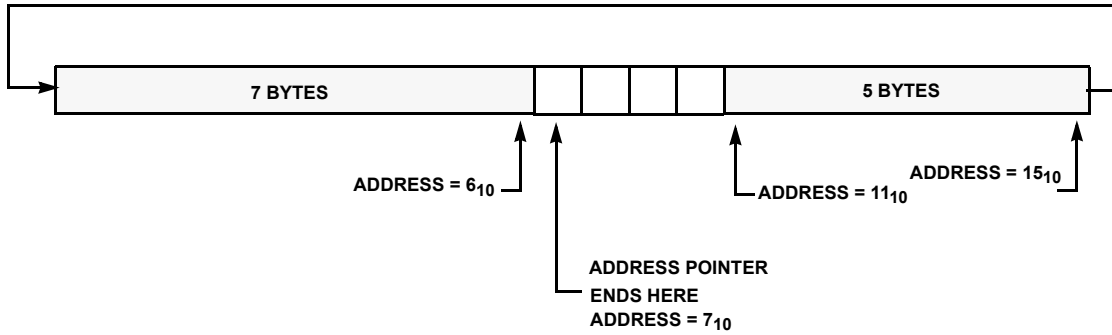 7 BYTES
5 BYTES
ADDRESS = 6₁₀
ADDRESS = 11₁₀
ADDRESS = 15₁₀
ADDRESS POINTER
ENDS HERE
ADDRESS = 7₁₀